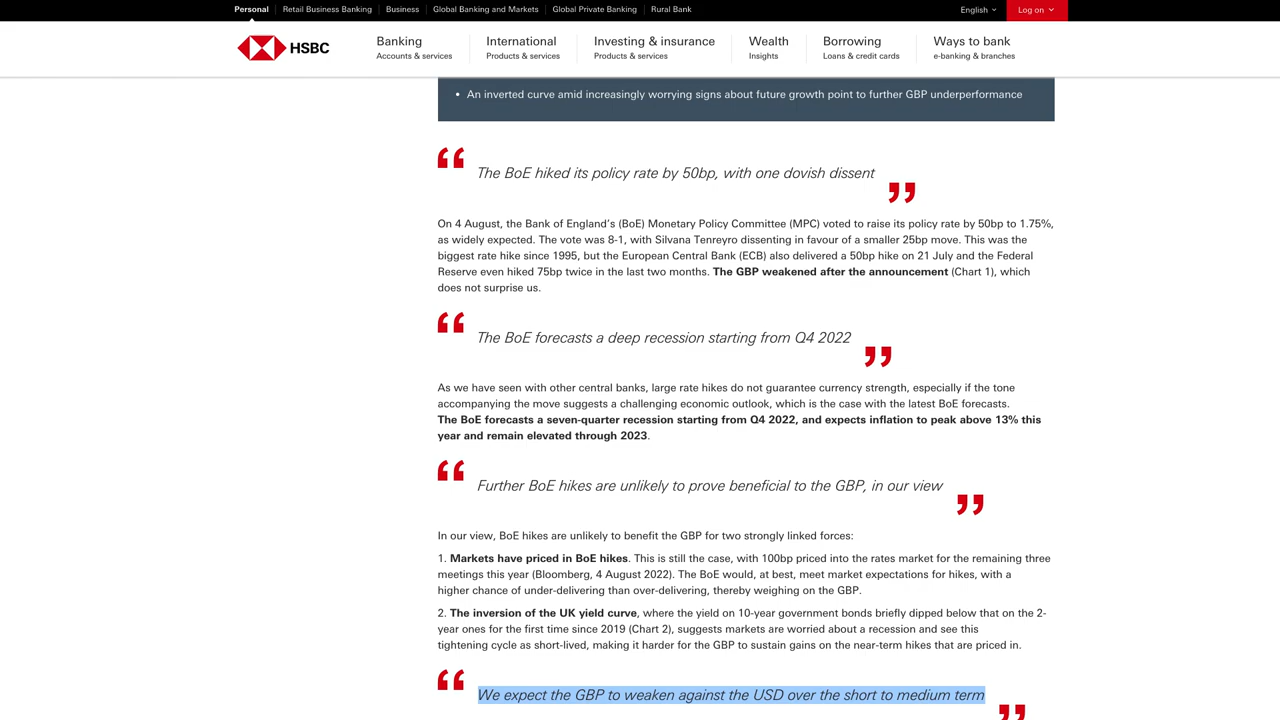 Personal Retail Business Banking Business Global Banking and Markets Global Private Banking Rural Bank English Log on
HSBC
Banking International Investing & insurance Wealth Borrowing Ways to bank
Accounts & services Products & services Products & services Insights Loans & credit cards e-banking & branches
• An inverted curve amid increasingly worrying signs about future growth point to further GBP underperformance
“ The BoE hiked its policy rate by 50bp, with one dovish dissent ”
On 4 August, the Bank of England’s (BoE) Monetary Policy Committee (MPC) voted to raise its policy rate by 50bp to 1.75%,
as widely expected. The vote was 8-1, with Silvana Tenreyro dissenting in favour of a smaller 25bp move. This was the
biggest rate hike since 1995, but the European Central Bank (ECB) also delivered a 50bp hike on 21 July and the Federal
Reserve even hiked 75bp twice in the last two months. The GBP weakened after the announcement (Chart 1), which
does not surprise us.
“ The BoE forecasts a deep recession starting from Q4 2022 ”
As we have seen with other central banks, large rate hikes do not guarantee currency strength, especially if the tone
accompanying the move suggests a challenging economic outlook, which is the case with the latest BoE forecasts.
The BoE forecasts a seven-quarter recession starting from Q4 2022, and expects inflation to peak above 13% this
year and remain elevated through 2023.
“ Further BoE hikes are unlikely to prove beneficial to the GBP, in our view ”
In our view, BoE hikes are unlikely to benefit the GBP for two strongly linked forces:
1. Markets have priced in BoE hikes. This is still the case, with 100bp priced into the rates market for the remaining three
meetings this year (Bloomberg, 4 August 2022). The BoE would, at best, meet market expectations for hikes, with a
higher chance of under-delivering than over-delivering, thereby weighing on the GBP.
2. The inversion of the UK yield curve, where the yield on 10-year government bonds briefly dipped below that on the 2-
year ones for the first time since 2019 (Chart 2), suggests markets are worried about a recession and see this
tightening cycle as short-lived, making it harder for the GBP to sustain gains on the near-term hikes that are priced in.
“ We expect the GBP to weaken against the USD over the short to medium term ”